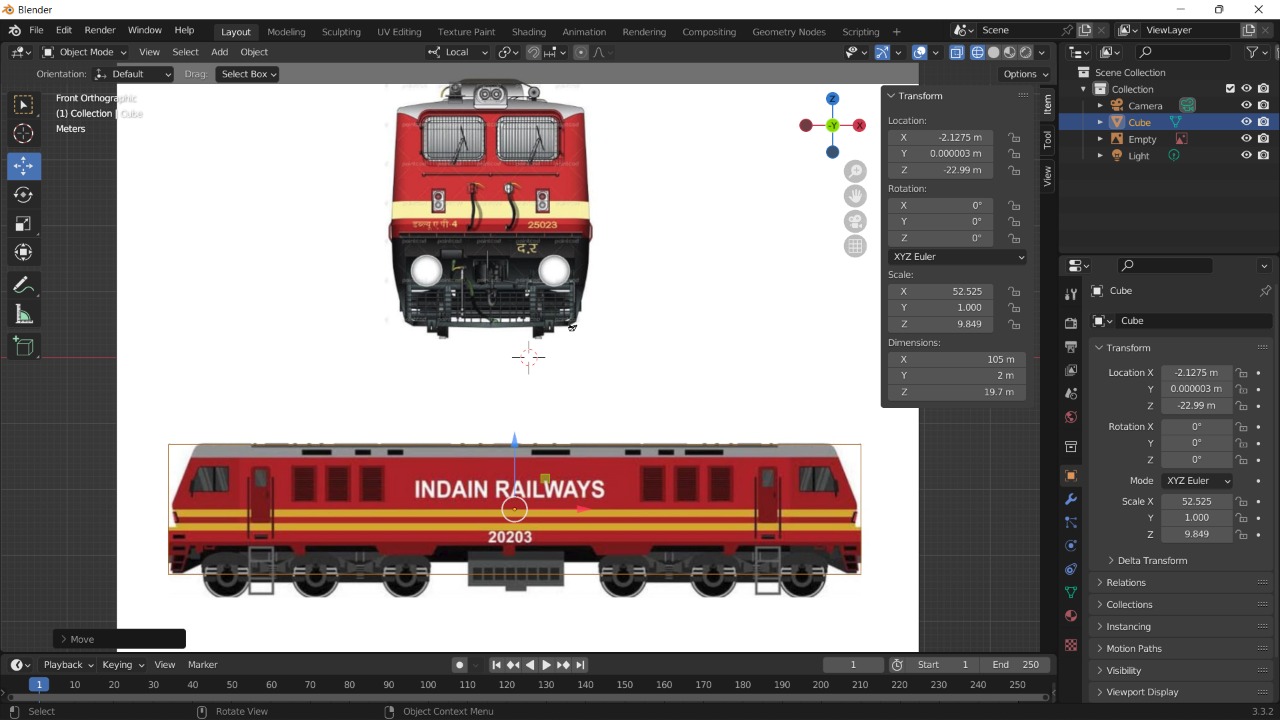 Blender
File Edit Render Window Help Layout Modeling Sculpting UV Editing Texture Paint Shading Animation Rendering Compositing Geometry Nodes Scripting + Scene ViewLayer
Object Mode View Select Add Object Local
Orientation: Default Drag: Select Box Options
Front Orthographic
(1) Collection | Cube
Meters
25023
द.र
INDAIN RAILWAYS
20203
Z
-Y X
Transform
Location:
X -2.1275 m
Y 0.000003 m
Z -22.99 m
Rotation:
X 0°
Y 0°
Z 0°
XYZ Euler
Scale:
X 52.525
Y 1.000
Z 9.849
Dimensions:
X 105 m
Y 2 m
Z 19.7 m
Item
Tool
View
Scene Collection
Collection
Camera
Cube
Empty
Light
Cube
Cube
Transform
Location X -2.1275 m
Y 0.000003 m
Z -22.99 m
Rotation X 0°
Y 0°
Z 0°
Mode XYZ Euler
Scale X 52.525
Y 1.000
Z 9.849
Delta Transform
Relations
Collections
Instancing
Motion Paths
Visibility
Viewport Display
Move
Playback Keying View Marker 1 Start 1 End 250
1 10 20 30 40 50 60 70 80 90 100 110 120 130 140 150 160 170 180 190 200 210 220 230 240 250
Select Rotate View Object Context Menu 3.3.2